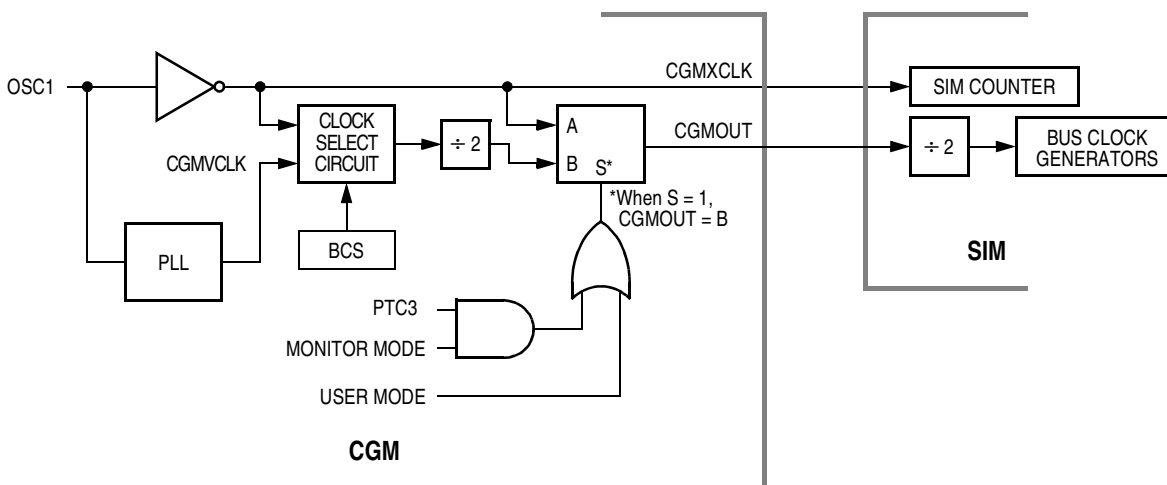 CGMXCLK
OSC1
SIM COUNTER
CLOCK
SELECT
CIRCUIT
÷ 2
A
B
S*
CGMOUT
÷ 2
BUS CLOCK
GENERATORS
CGMVCLK
*When S = 1,
CGMOUT = B
BCS
PLL
SIM
PTC3
MONITOR MODE
USER MODE
CGM